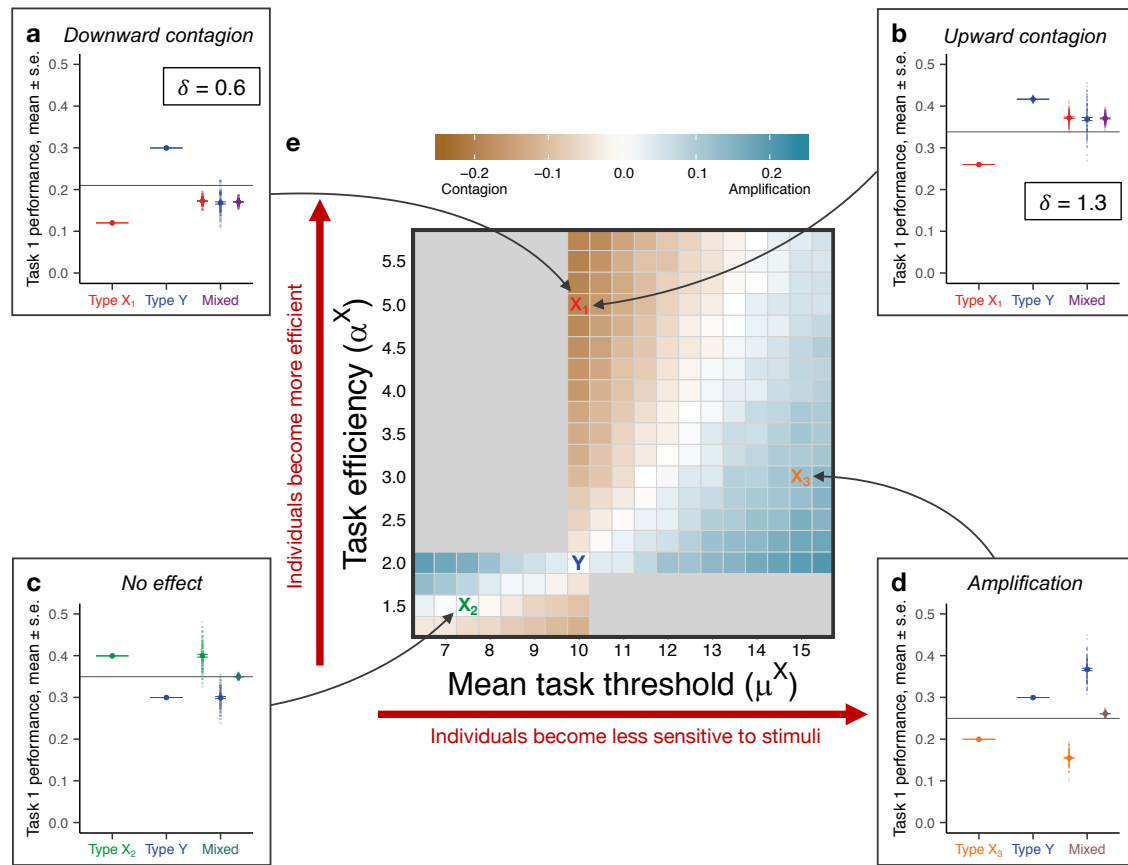 a
Downward contagion
Task 1 performance, mean ± s.e.
0.5
0.4
0.3
0.2
0.1
0.0
δ = 0.6
Type X₁
Type Y
Mixed
b
Upward contagion
Task 1 performance, mean ± s.e.
0.5
0.4
0.3
0.2
0.1
0.0
δ = 1.3
Type X₁
Type Y
Mixed
e
−0.2
−0.1
0.0
0.1
0.2
Contagion
Amplification
Individuals become more efficient
Task efficiency (αˣ)
5.5
5.0
4.5
4.0
3.5
3.0
2.5
2.0
1.5
X₁
X₃
Y
X₂
7
8
9
10
11
12
13
14
15
Mean task threshold (μˣ)
Individuals become less sensitive to stimuli
c
No effect
Task 1 performance, mean ± s.e.
0.5
0.4
0.3
0.2
0.1
0.0
Type X₂
Type Y
Mixed
d
Amplification
Task 1 performance, mean ± s.e.
0.5
0.4
0.3
0.2
0.1
0.0
Type X₃
Type Y
Mixed